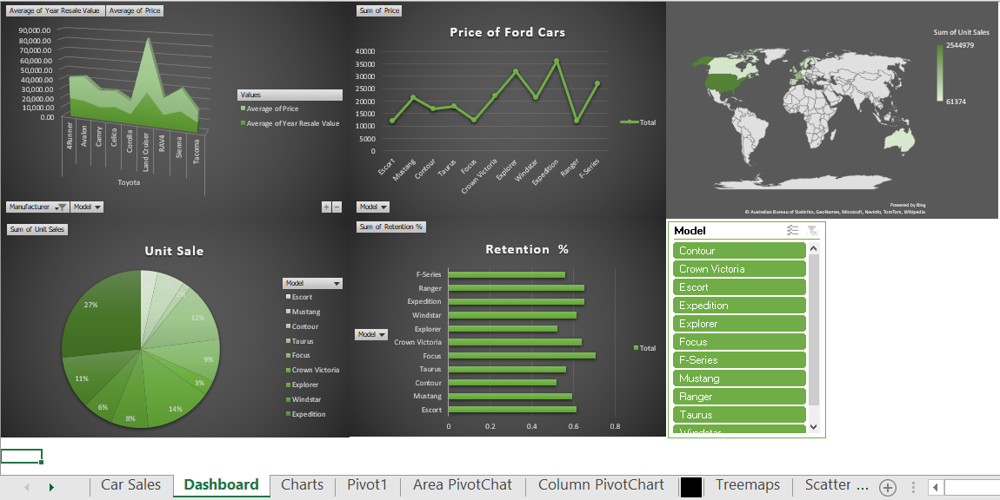 Average of Year Resale Value Average of Price
90,000.00
80,000.00
70,000.00
60,000.00
50,000.00
40,000.00
30,000.00
20,000.00
10,000.00
0.00
4Runner
Avalon
Camry
Celica
Corolla
Land Cruiser
RAV4
Sienna
Tacoma
Toyota
Values
Average of Price
Average of Year Resale Value
Manufacturer Model
+ −
Sum of Price
Price of Ford Cars
40000
35000
30000
25000
20000
15000
10000
5000
0
Escort
Mustang
Contour
Taurus
Focus
Crown Victoria
Explorer
Windstar
Expedition
Ranger
F-Series
Total
Model
Sum of Unit Sales
2544979
61374
Powered by Bing
© Australian Bureau of Statistics, GeoNames, Microsoft, Navinfo, TomTom, Wikipedia
Sum of Unit Sales
Unit Sale
27%
12%
9%
3%
14%
8%
6%
11%
Model
Escort
Mustang
Contour
Taurus
Focus
Crown Victoria
Explorer
Windstar
Expedition
Sum of Retention %
Retention %
F-Series
Ranger
Expedition
Windstar
Explorer
Crown Victoria
Focus
Taurus
Contour
Mustang
Escort
0 0.2 0.4 0.6 0.8
Model
Total
Model
Contour
Crown Victoria
Escort
Expedition
Explorer
Focus
F-Series
Mustang
Ranger
Taurus
Windstar
Car Sales Dashboard Charts Pivot1 Area PivotChat Column PivotChart Treemaps Scatter ...